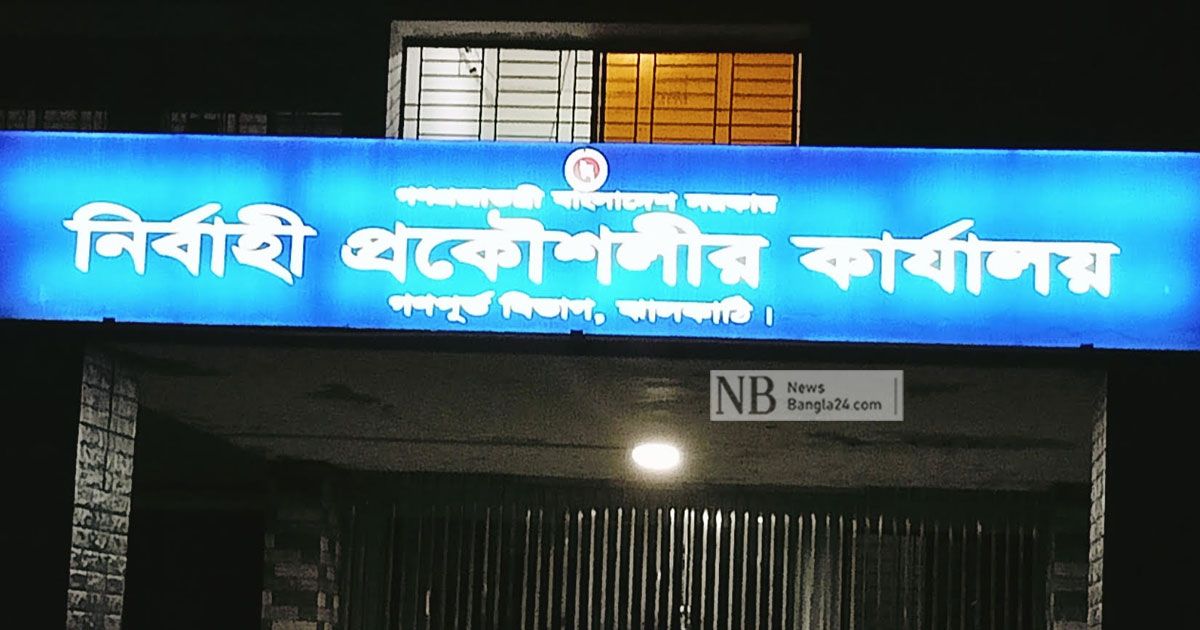 গণপ্রজাতন্ত্রী বাংলাদেশ সরকার
নির্বাহী প্রকৌশলীর কার্যালয়
গণপূর্ত বিভাগ, ঝালকাঠি।
NB News
Bangla24.com